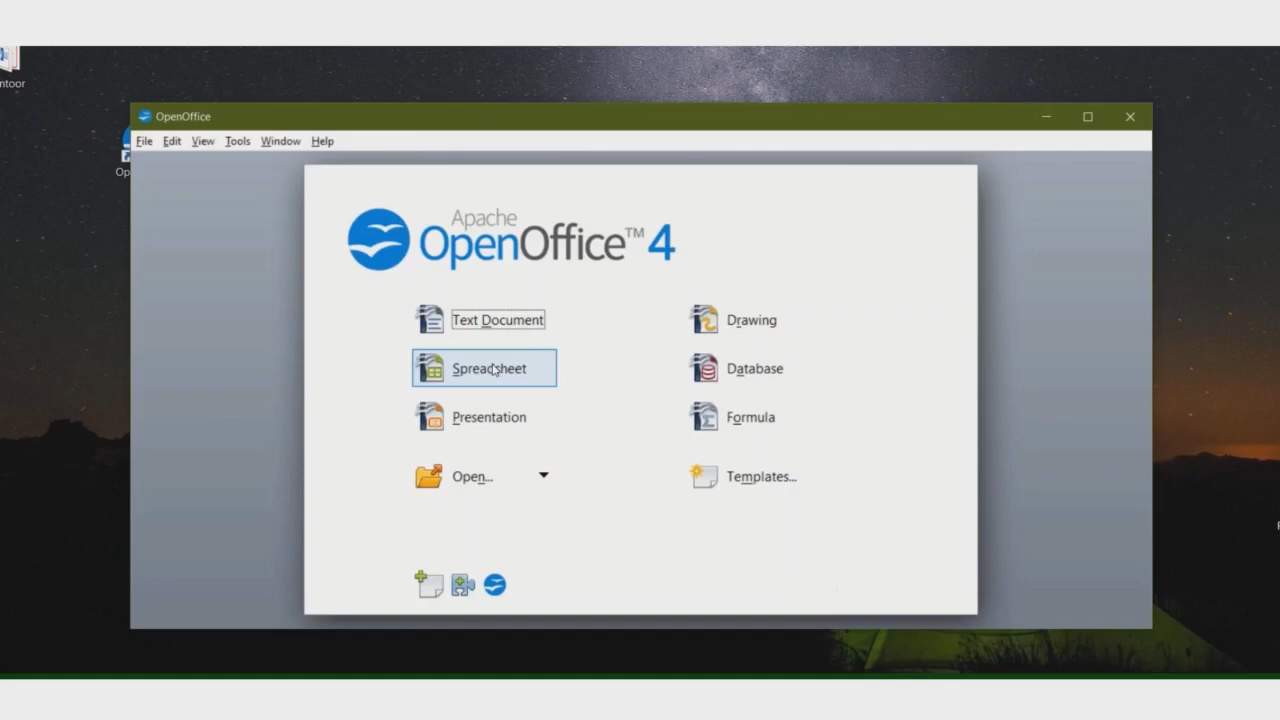 ntoor
OpenOffice
File Edit View Tools Window Help
Op
Apache
OpenOffice™ 4
Text Document
Drawing
Spreadsheet
Database
Presentation
Formula
Open...
Templates...